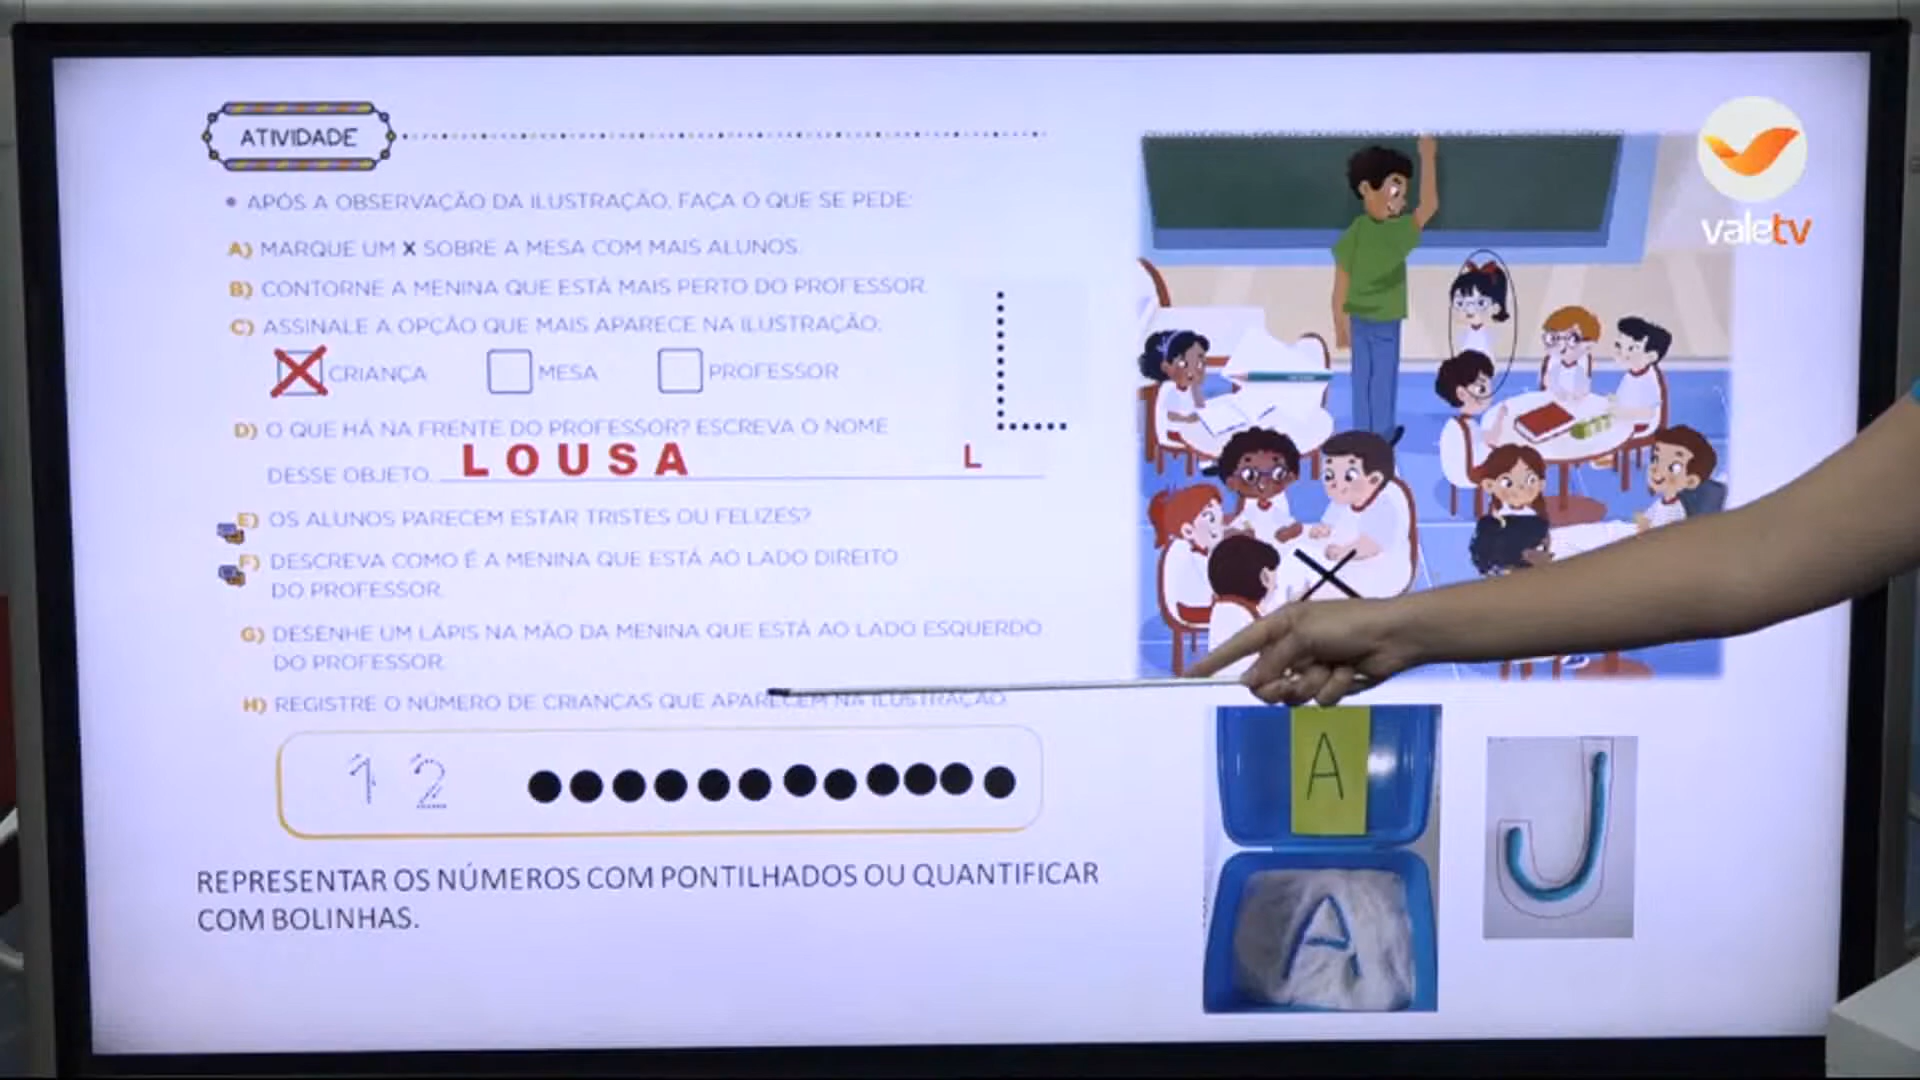 ATIVIDADE
• APÓS A OBSERVAÇÃO DA ILUSTRAÇÃO, FAÇA O QUE SE PEDE:
A) MARQUE UM X SOBRE A MESA COM MAIS ALUNOS.
B) CONTORNE A MENINA QUE ESTÁ MAIS PERTO DO PROFESSOR.
C) ASSINALE A OPÇÃO QUE MAIS APARECE NA ILUSTRAÇÃO:
CRIANÇA MESA PROFESSOR
D) O QUE HÁ NA FRENTE DO PROFESSOR? ESCREVA O NOME
DESSE OBJETO. LOUSA L
E) OS ALUNOS PARECEM ESTAR TRISTES OU FELIZES?
F) DESCREVA COMO É A MENINA QUE ESTÁ AO LADO DIREITO
DO PROFESSOR.
G) DESENHE UM LÁPIS NA MÃO DA MENINA QUE ESTÁ AO LADO ESQUERDO
DO PROFESSOR.
H) REGISTRE O NÚMERO DE CRIANÇAS QUE APARECEM NA ILUSTRAÇÃO.
12
REPRESENTAR OS NÚMEROS COM PONTILHADOS OU QUANTIFICAR
COM BOLINHAS.
L
valetv
A
A
J